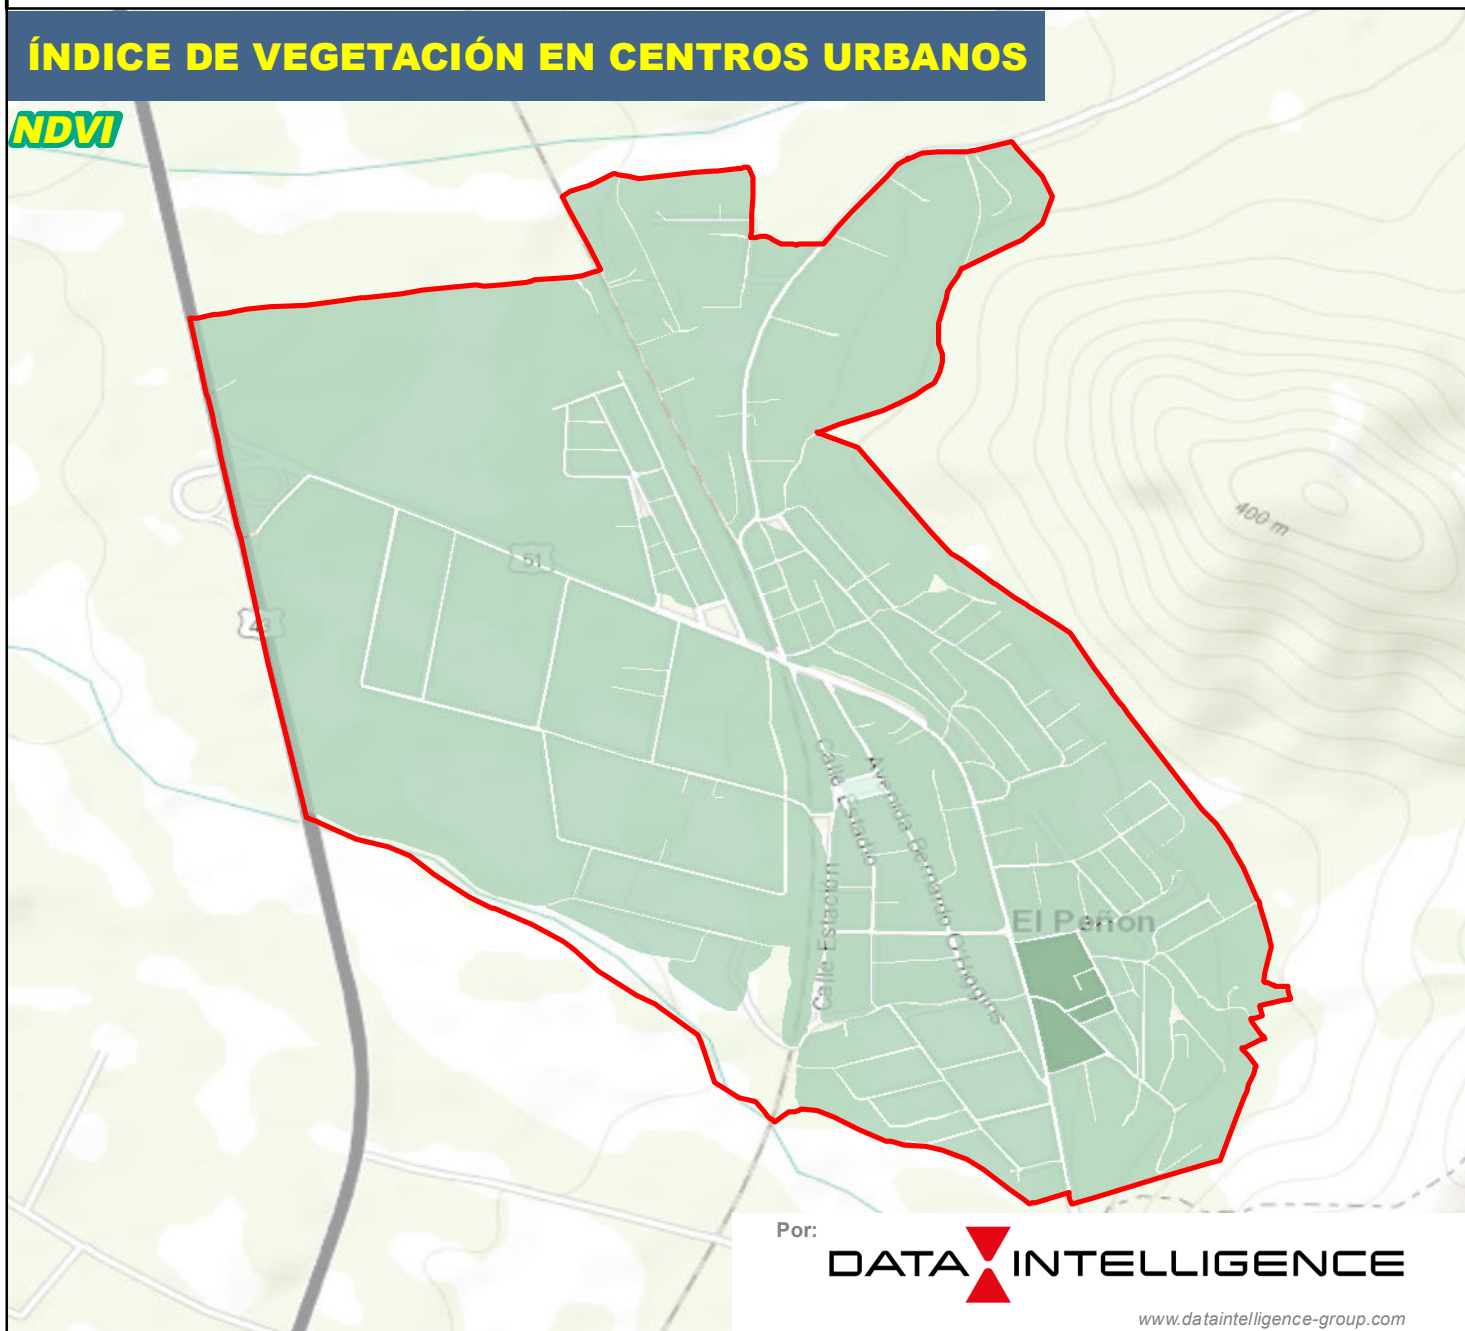 ÍNDICE DE VEGETACIÓN EN CENTROS URBANOS
NDVI
400 m
51
43
Calle Estadio
Avenida Bernardo O'Higgins
Calle Estación
El Peñón
Por:
DATA INTELLIGENCE
www.dataintelligence-group.com